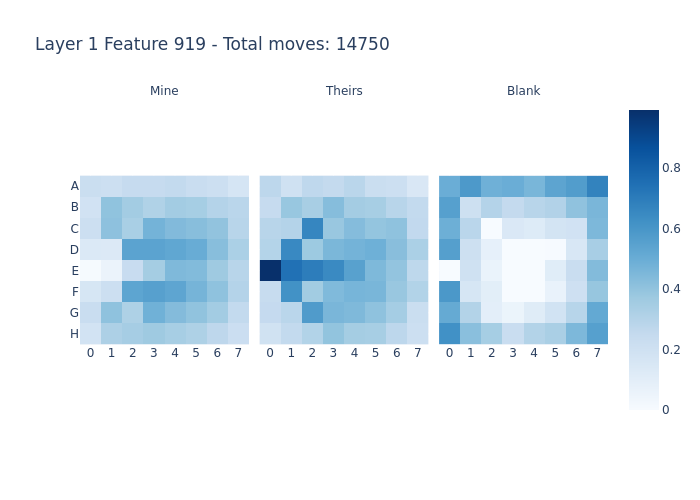 Layer 1 Feature 919 - Total moves: 14750
Mine Theirs Blank
A
B
C
D
E
F
G
H
0 1 2 3 4 5 6 7 0 1 2 3 4 5 6 7 0 1 2 3 4 5 6 7
0.8
0.6
0.4
0.2
0